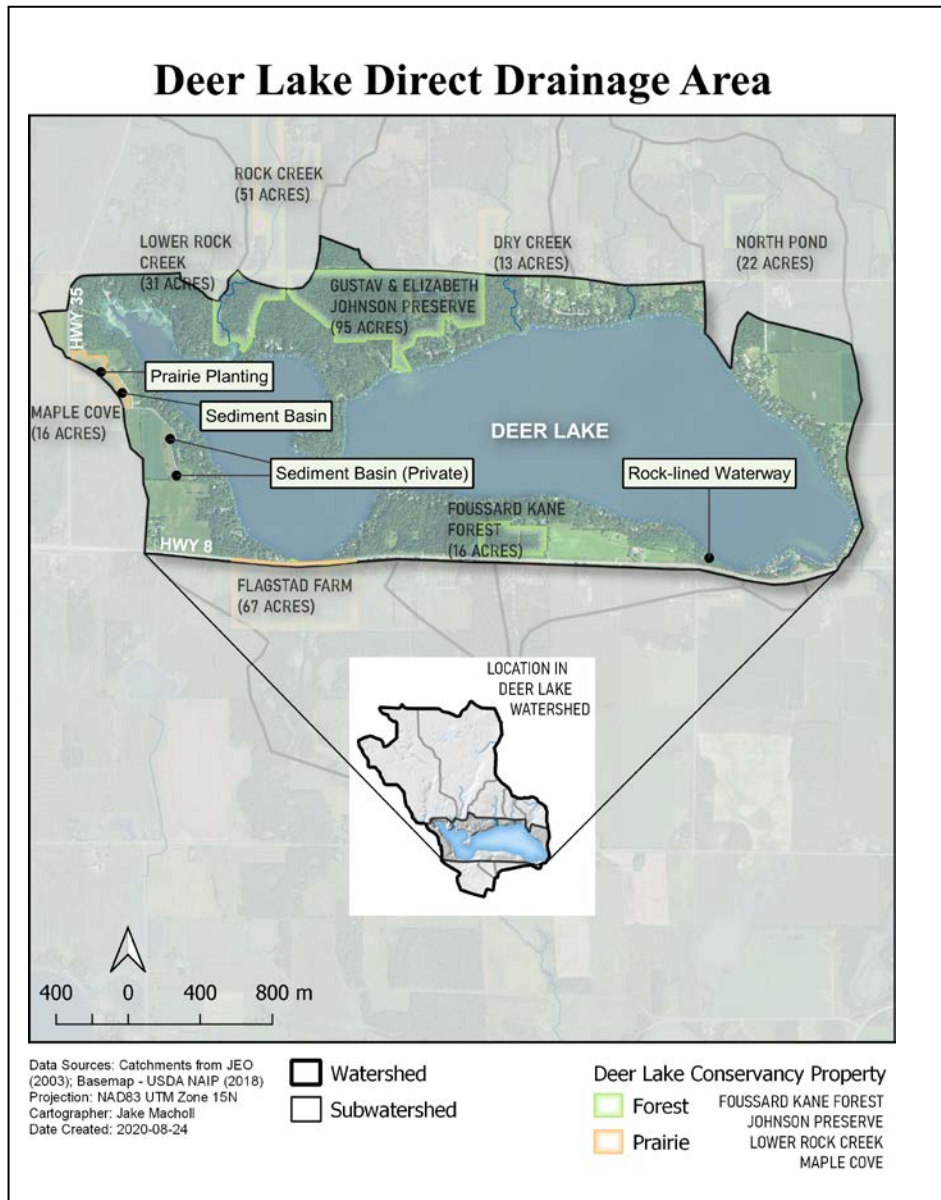 Deer Lake Direct Drainage Area
ROCK CREEK
(51 ACRES)
LOWER ROCK
CREEK
(31 ACRES)
DRY CREEK
(13 ACRES)
NORTH POND
(22 ACRES)
GUSTAV & ELIZABETH
JOHNSON PRESERVE
(95 ACRES)
HWY 35
Prairie Planting
Sediment Basin
MAPLE COVE
(16 ACRES)
DEER LAKE
Sediment Basin (Private)
Rock-lined Waterway
FOUSSARD KANE
FOREST
(16 ACRES)
HWY 8
FLAGSTAD FARM
(67 ACRES)
LOCATION IN
DEER LAKE
WATERSHED
400 0 400 800 m
Data Sources: Catchments from JEO
(2003); Basemap - USDA NAIP (2018)
Projection: NAD83 UTM Zone 15N
Cartographer: Jake Macholl
Date Created: 2020-08-24
Watershed
Subwatershed
Deer Lake Conservancy Property
Forest
Prairie
FOUSSARD KANE FOREST
JOHNSON PRESERVE
LOWER ROCK CREEK
MAPLE COVE